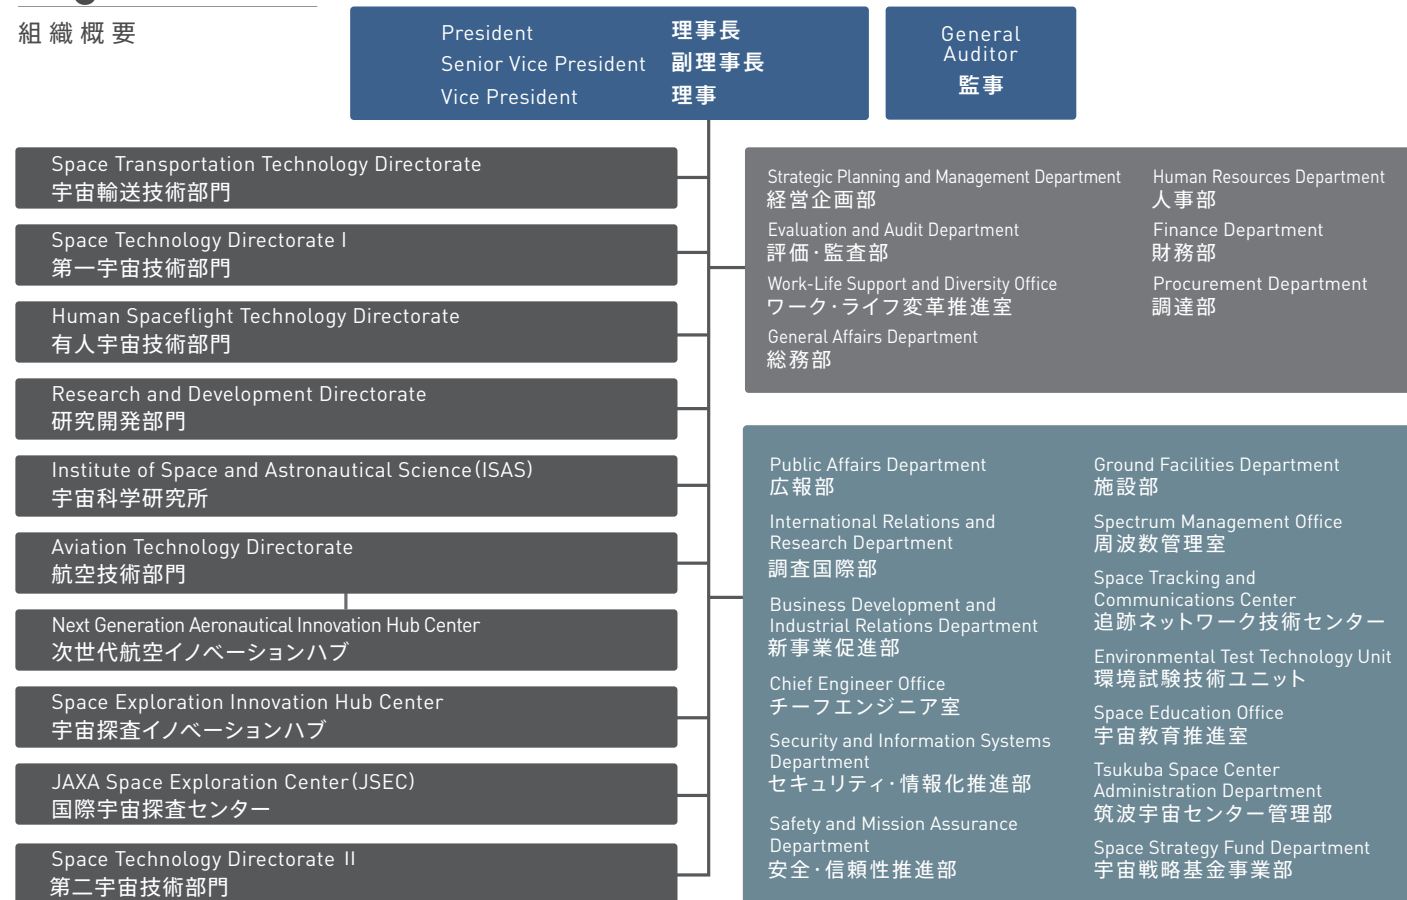 組織概要
President 理事長
Senior Vice President 副理事長
Vice President 理事
General
Auditor
監事
Space Transportation Technology Directorate
宇宙輸送技術部門
Space Technology Directorate I
第一宇宙技術部門
Human Spaceflight Technology Directorate
有人宇宙技術部門
Research and Development Directorate
研究開発部門
Institute of Space and Astronautical Science(ISAS)
宇宙科学研究所
Aviation Technology Directorate
航空技術部門
Next Generation Aeronautical Innovation Hub Center
次世代航空イノベーションハブ
Space Exploration Innovation Hub Center
宇宙探査イノベーションハブ
JAXA Space Exploration Center(JSEC)
国際宇宙探査センター
Space Technology Directorate II
第二宇宙技術部門
Strategic Planning and Management Department
経営企画部
Evaluation and Audit Department
評価・監査部
Work-Life Support and Diversity Office
ワーク・ライフ変革推進室
General Affairs Department
総務部
Human Resources Department
人事部
Finance Department
財務部
Procurement Department
調達部
Public Affairs Department
広報部
International Relations and
Research Department
調査国際部
Business Development and
Industrial Relations Department
新事業促進部
Chief Engineer Office
チーフエンジニア室
Security and Information Systems
Department
セキュリティ・情報化推進部
Safety and Mission Assurance
Department
安全・信頼性推進部
Ground Facilities Department
施設部
Spectrum Management Office
周波数管理室
Space Tracking and
Communications Center
追跡ネットワーク技術センター
Environmental Test Technology Unit
環境試験技術ユニット
Space Education Office
宇宙教育推進室
Tsukuba Space Center
Administration Department
筑波宇宙センター管理部
Space Strategy Fund Department
宇宙戦略基金事業部